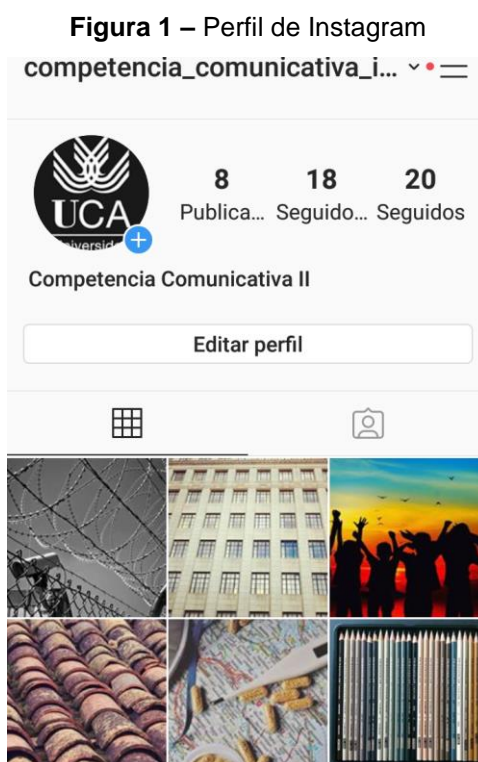 Figura 1 – Perfil de Instagram
competencia_comunicativa_i...
8 18 20
Publica... Seguido... Seguidos
UCA
Competencia Comunicativa II
Editar perfil